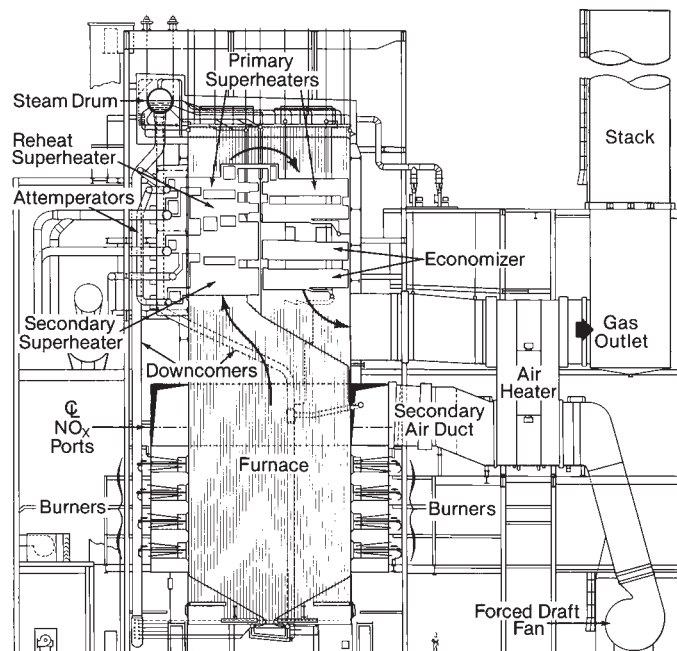 Primary
Superheaters
Steam Drum
Stack
Reheat
Superheater
Attemperators
Economizer
Secondary
Superheater
Gas
Outlet
Downcomers
Air
Heater
Secondary
Air Duct
℄
NOx
Ports
Furnace
Burners
Burners
Forced Draft
Fan